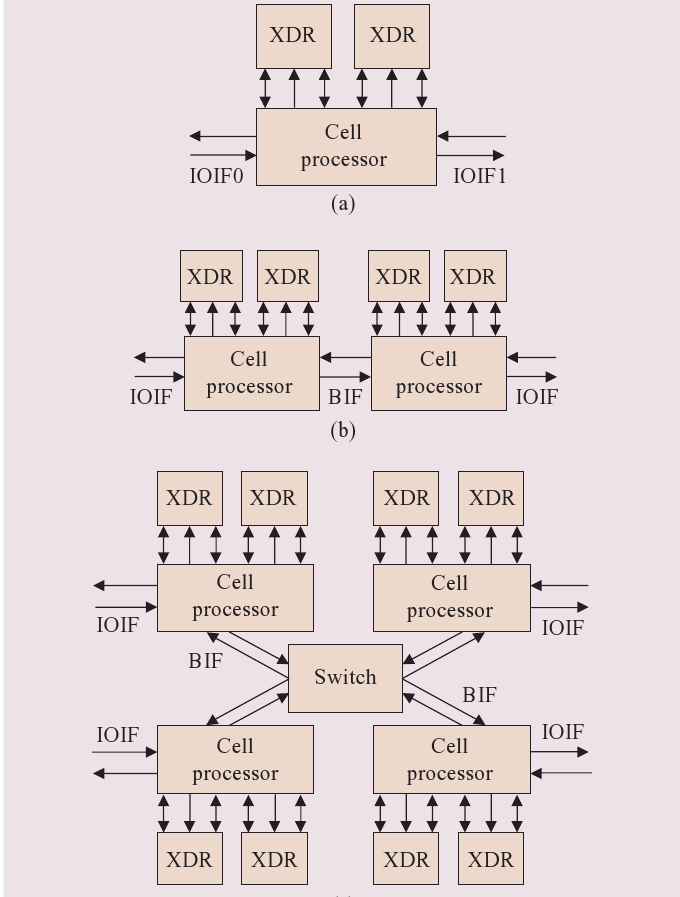 XDR XDR
Cell
processor
IOIF0 IOIF1
(a)
XDR XDR XDR XDR
Cell Cell
processor processor
IOIF BIF IOIF
(b)
XDR XDR XDR XDR
Cell Cell
processor processor
IOIF IOIF
BIF
Switch
BIF
IOIF IOIF
Cell Cell
processor processor
XDR XDR XDR XDR